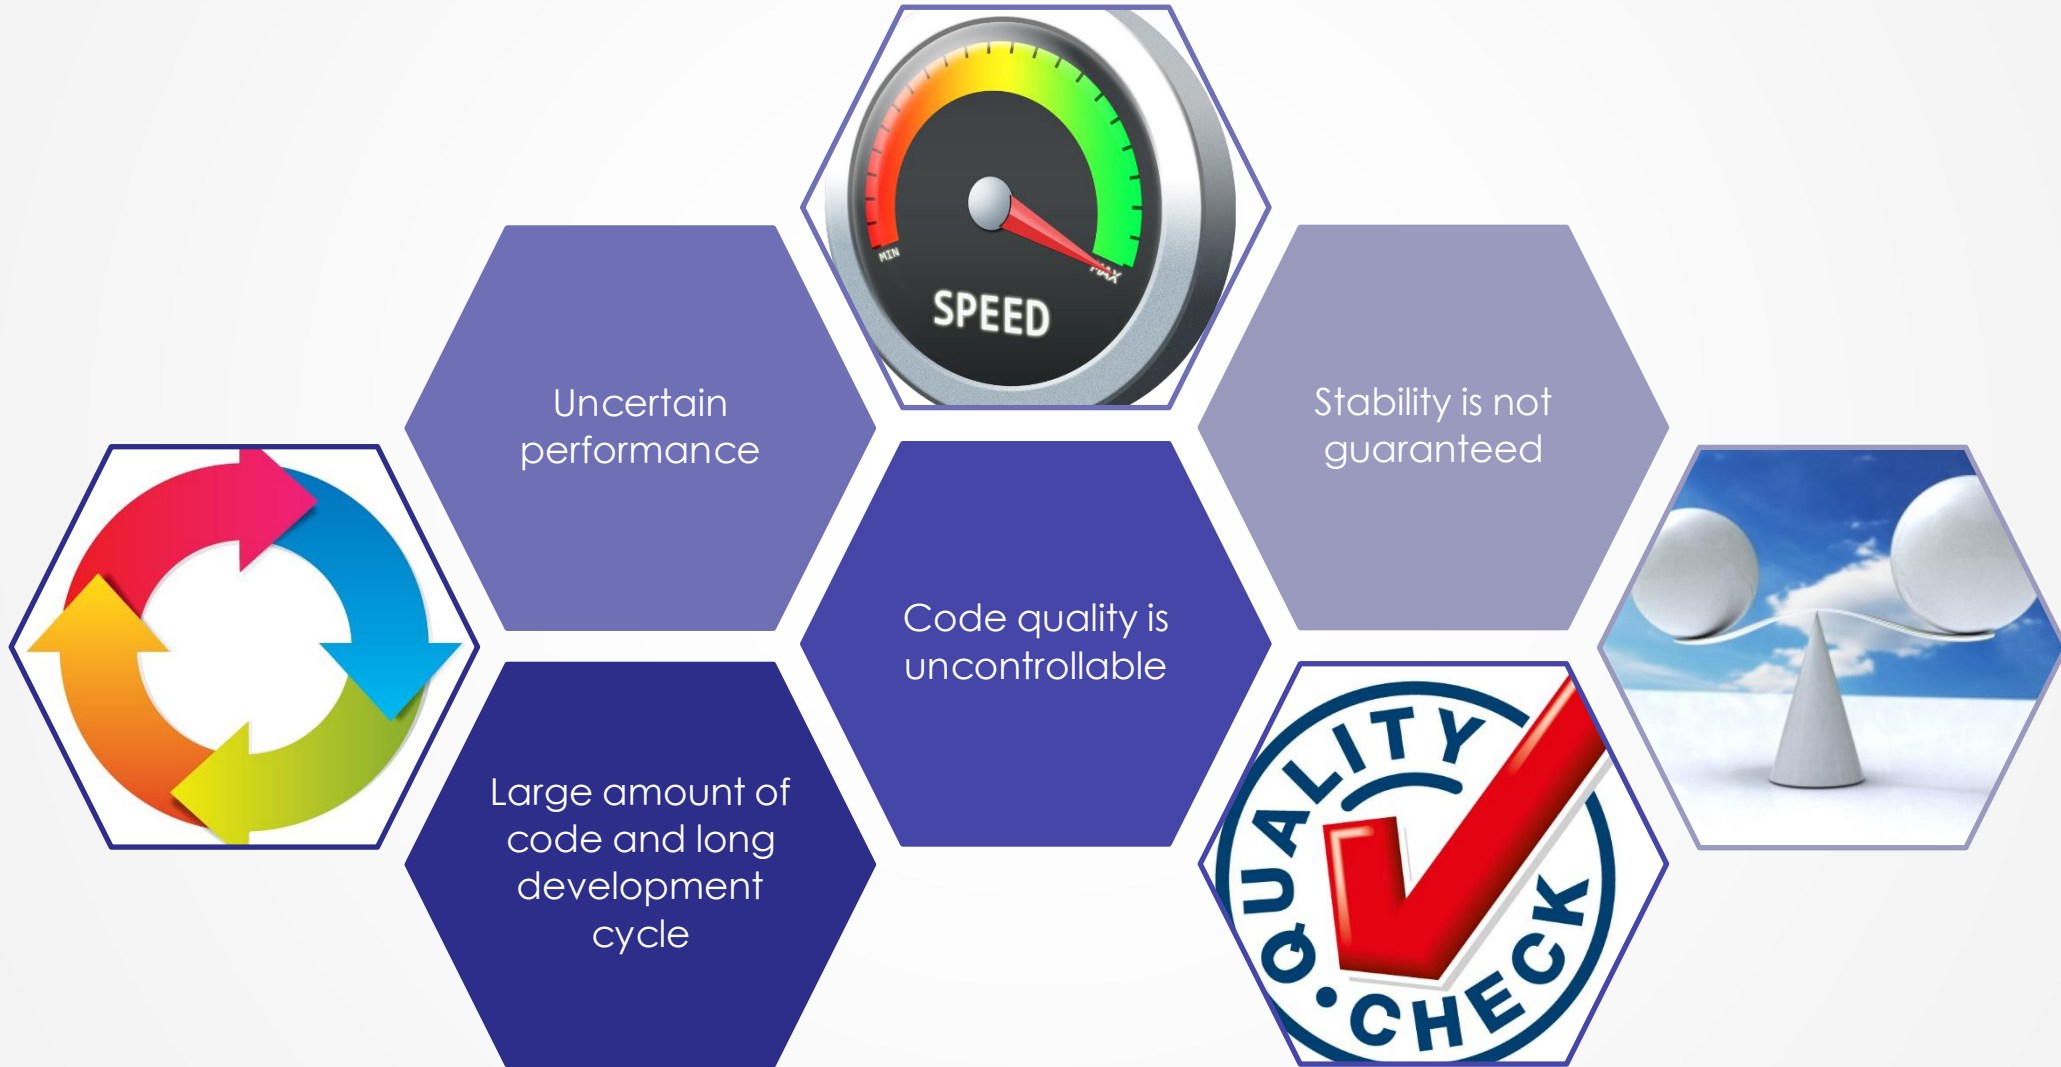 MIN
MAX
SPEED
Uncertain
performance
Stability is not
guaranteed
Code quality is
uncontrollable
Large amount of
code and long
development
cycle
QUALITY
• CHECK